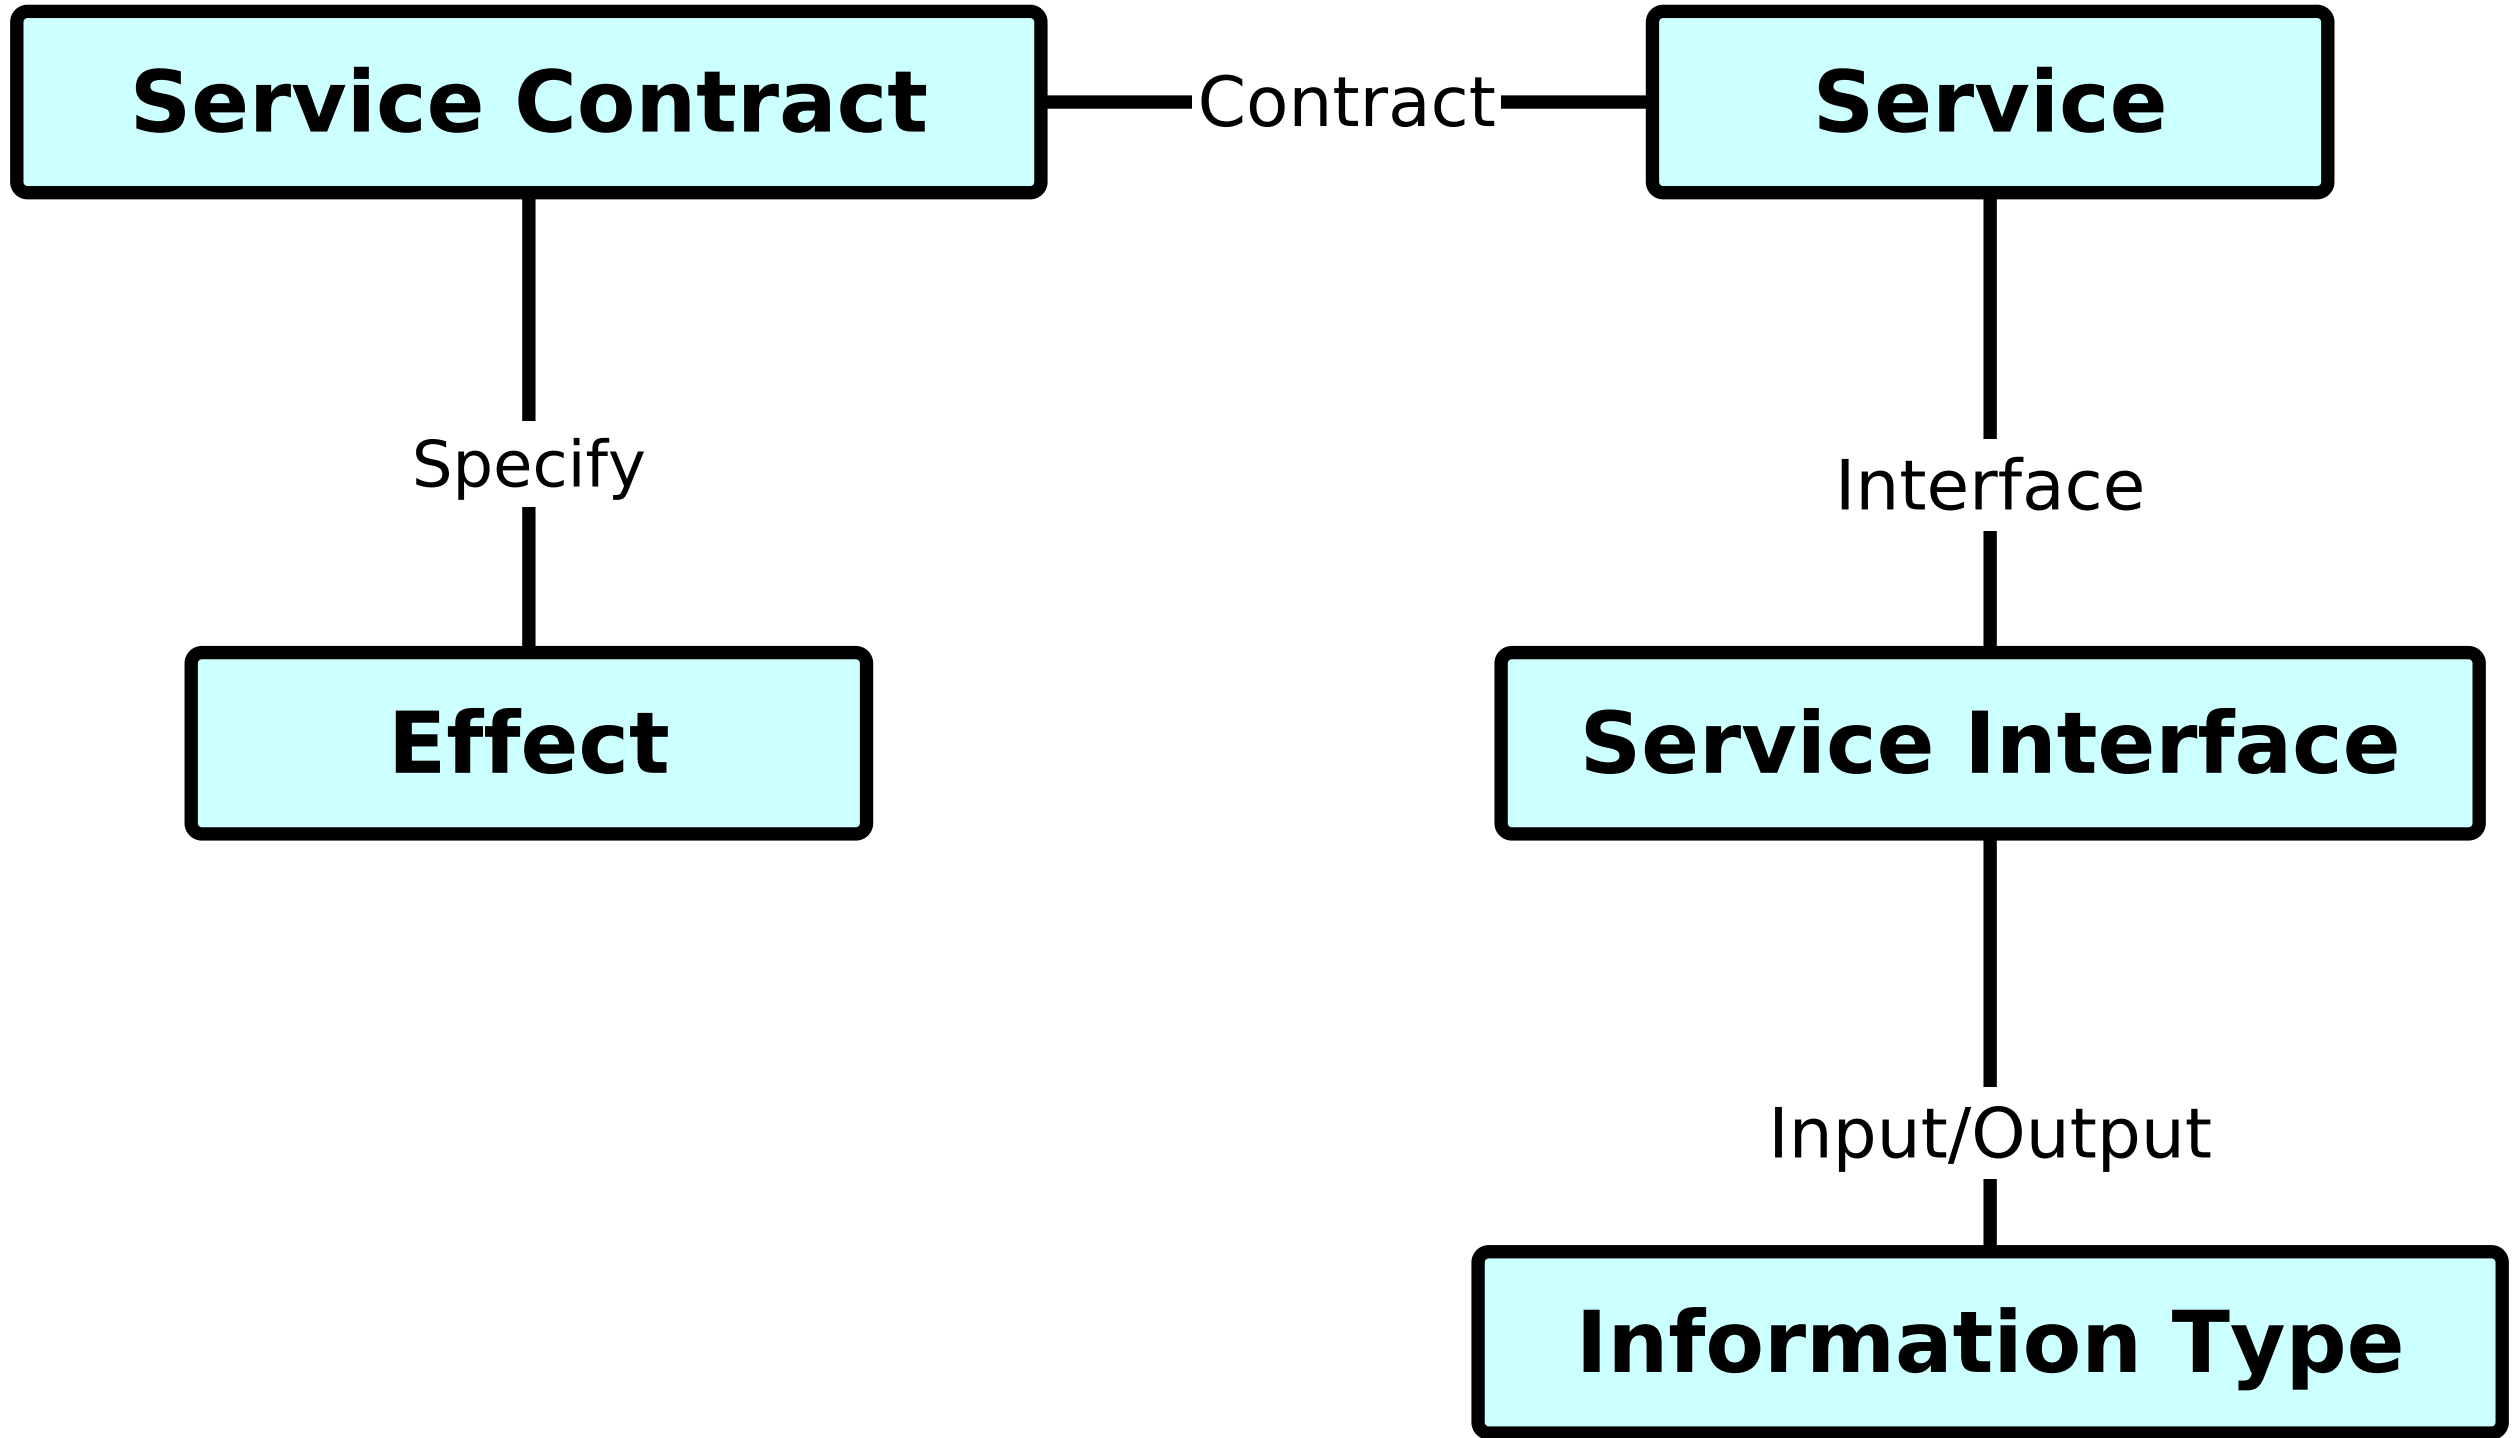 Service Contract
Contract
Service
Specify
Interface
Effect
Service Interface
Input/Output
Information Type